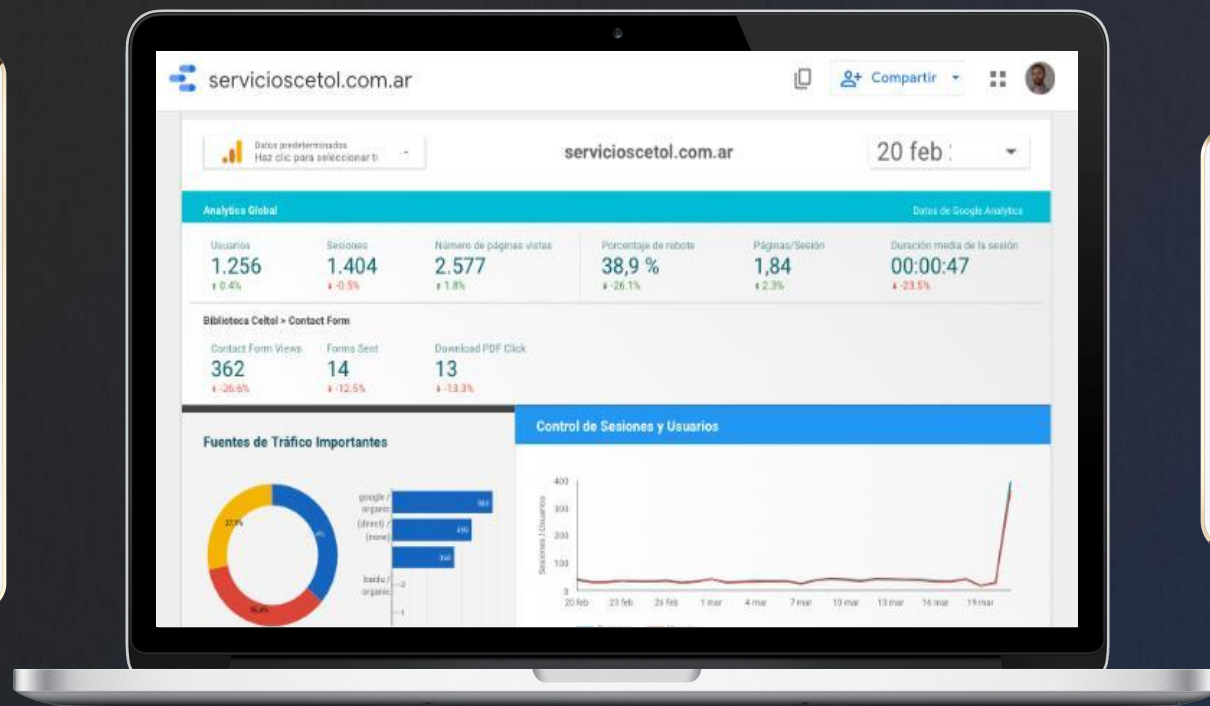 servicioscetol.com.ar
Compartir
Datos predeterminados
Haz clic para seleccionar ti
servicioscetol.com.ar
20 feb
Analytics Global
Datos de Google Analytics
Usuarios
Sesiones
Número de páginas vistas
Porcentaje de rebote
Páginas/Sesión
Duración media de la sesión
1.256
1.404
2.577
38,9 %
1,84
00:00:47
0.4%
-0.5%
1.8%
-26.1%
2.3%
-23.5%
Biblioteca Celtol > Contact Form
Contact Form Views
Forms Sent
Download PDF Click
362
14
13
-26.6%
-12.5%
-13.3%
Fuentes de Tráfico Importantes
google / organic
(direct) / (none)
baidu / organic
Control de Sesiones y Usuarios
Sesiones / Usuarios
400
300
200
100
0
20 feb
23 feb
26 feb
1 mar
4 mar
7 mar
10 mar
13 mar
16 mar
19 mar